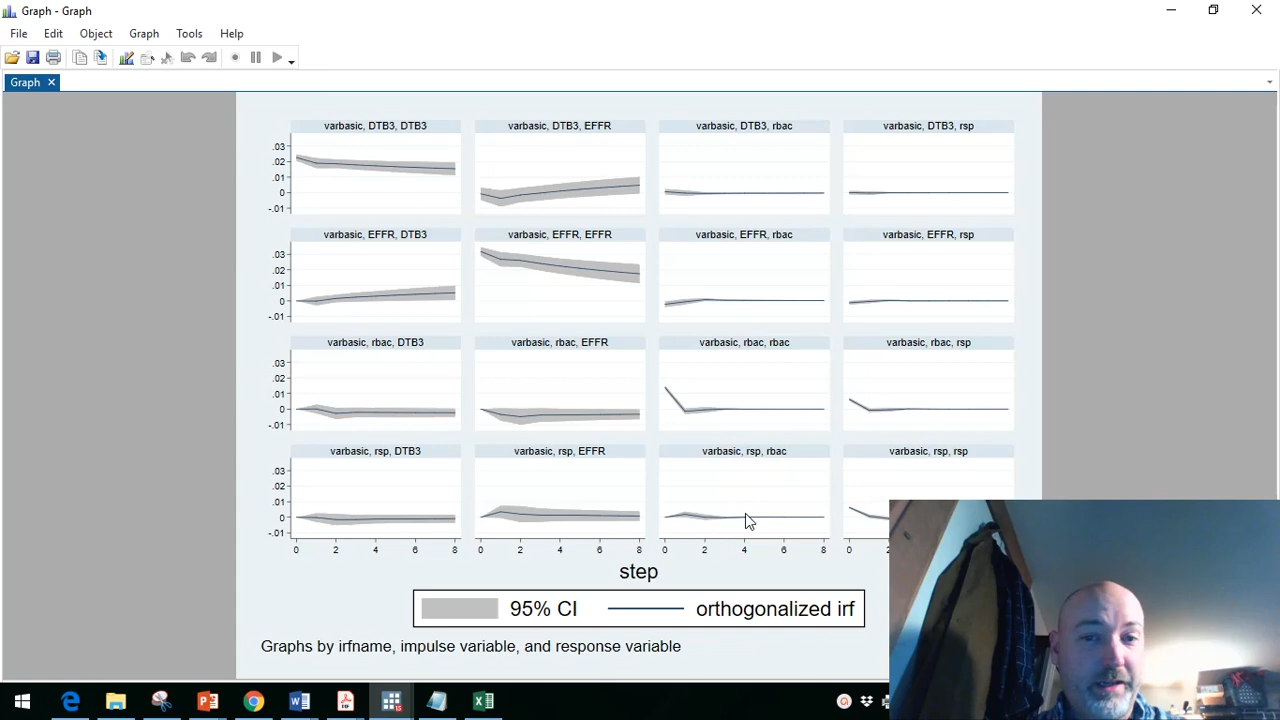 Graph - Graph
File Edit Object Graph Tools Help
Graph
varbasic, DTB3, DTB3 varbasic, DTB3, EFFR varbasic, DTB3, rbac varbasic, DTB3, rsp
.03
.02
.01
0
-.01
varbasic, EFFR, DTB3 varbasic, EFFR, EFFR varbasic, EFFR, rbac varbasic, EFFR, rsp
.03
.02
.01
0
-.01
varbasic, rbac, DTB3 varbasic, rbac, EFFR varbasic, rbac, rbac varbasic, rbac, rsp
.03
.02
.01
0
-.01
varbasic, rsp, DTB3 varbasic, rsp, EFFR varbasic, rsp, rbac varbasic, rsp, rsp
.03
.02
.01
0
-.01
0 2 4 6 8 0 2 4 6 8 0 2 4 6 8 0
step
95% CI orthogonalized irf
Graphs by irfname, impulse variable, and response variable